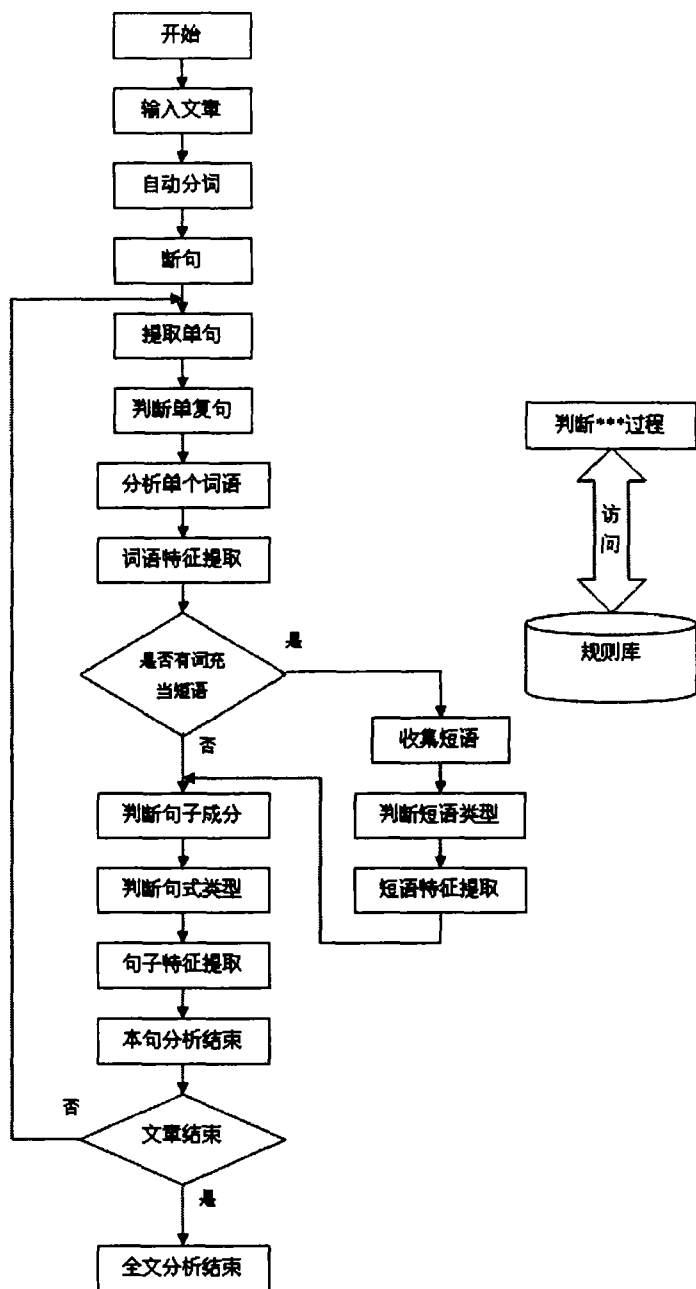 开始
输入文章
自动分词
断句
提取单句
判断单复句
分析单个词语
词语特征提取
是否有词充
当短语
是
否
收集短语
判断短语类型
短语特征提取
判断句子成分
判断句式类型
句子特征提取
本句分析结束
否
文章结束
是
全文分析结束
判断***过程
访
问
规则库